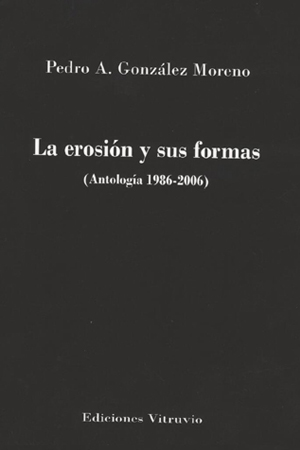 Pedro A. González Moreno
La erosión y sus formas
(Antología 1986-2006)
Ediciones Vitruvio